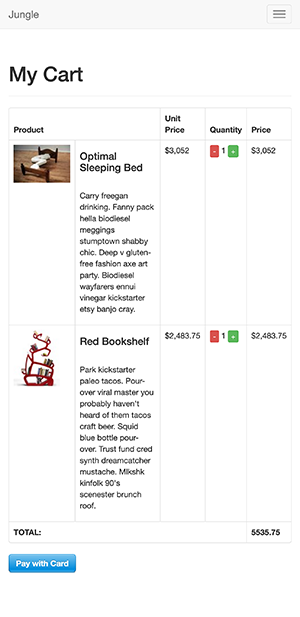 Jungle
My Cart
Product
Unit
Price
Quantity
Price
Optimal
Sleeping Bed
$3,052
- 1 +
$3,052
Carry freegan
drinking. Fanny pack
hella biodiesel
meggings
stumptown shabby
chic. Deep v gluten-
free fashion axe art
party. Biodiesel
wayfarers ennui
vinegar kickstarter
etsy banjo cray.
Red Bookshelf
$2,483.75
- 1 +
$2,483.75
Park kickstarter
paleo tacos. Pour-
over viral master you
probably haven't
heard of them tacos
craft beer. Squid
blue bottle pour-
over. Trust fund cred
synth dreamcatcher
mustache. Mlkshk
kinfolk 90's
scenester brunch
roof.
TOTAL:
5535.75
Pay with Card